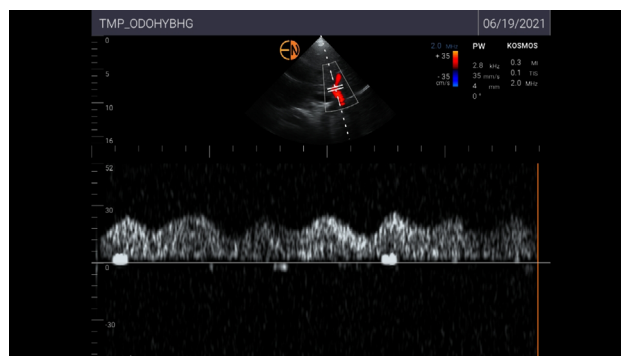 TMP_ODOHYBHG 06/19/2021
0
5
10
16
EN
2.0 MHz
+ 35
- 35
cm/s
PW KOSMOS
2.8 kHz 0.3 MI
35 mm/s 0.1 TIS
4 mm 2.0 MHz
0°
52
30
0
-30